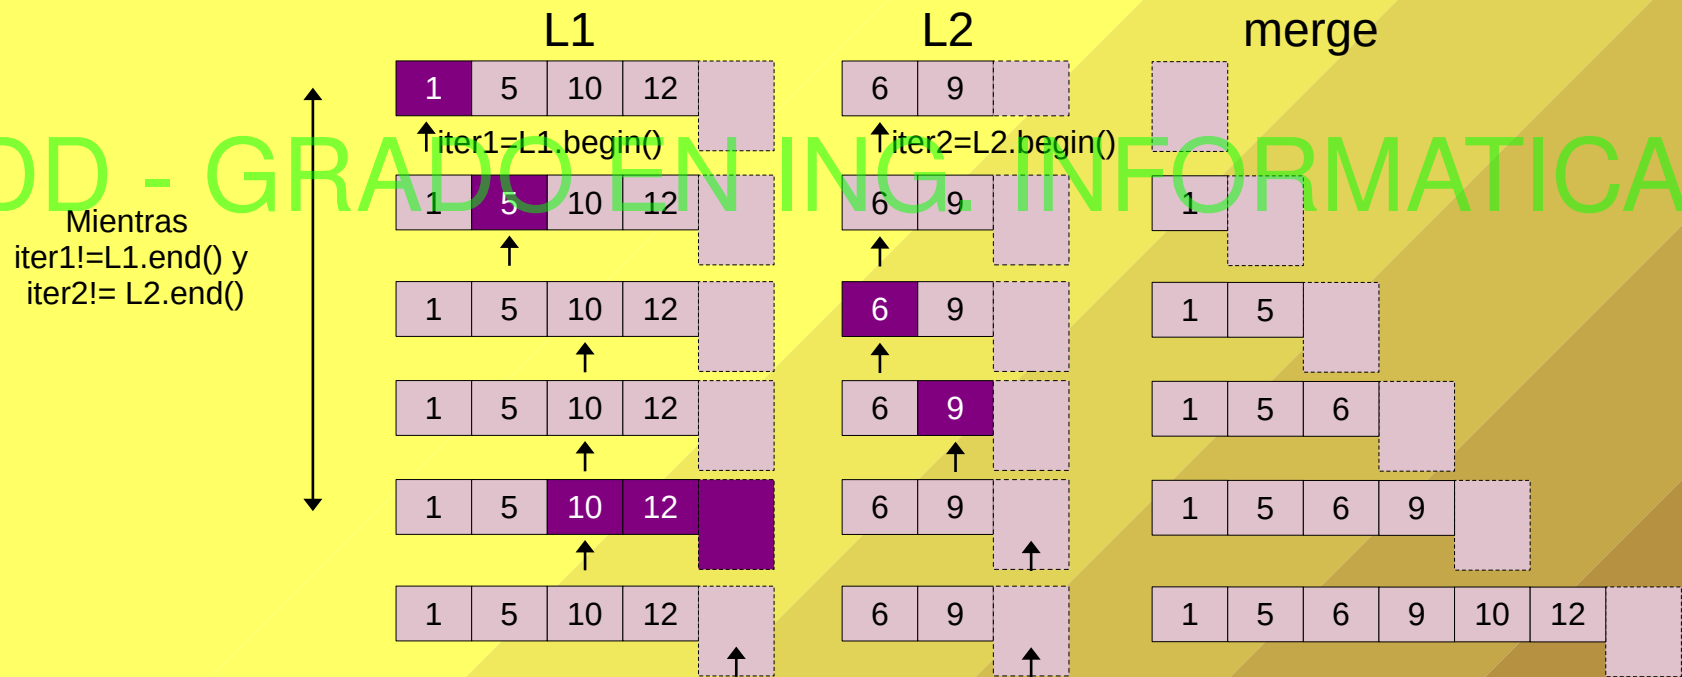 L1 L2 merge
1 5 10 12 6 9
iter1=L1.begin() iter2=L2.begin()
OD - GRADO EN ING. INFORMATICA
1 5 10 12 6 9 1
Mientras
iter1!=L1.end() y
iter2!= L2.end()
1 5 10 12 6 9 1 5
1 5 10 12 6 9 1 5 6
1 5 10 12 6 9 1 5 6 9
1 5 10 12 6 9 1 5 6 9 10 12